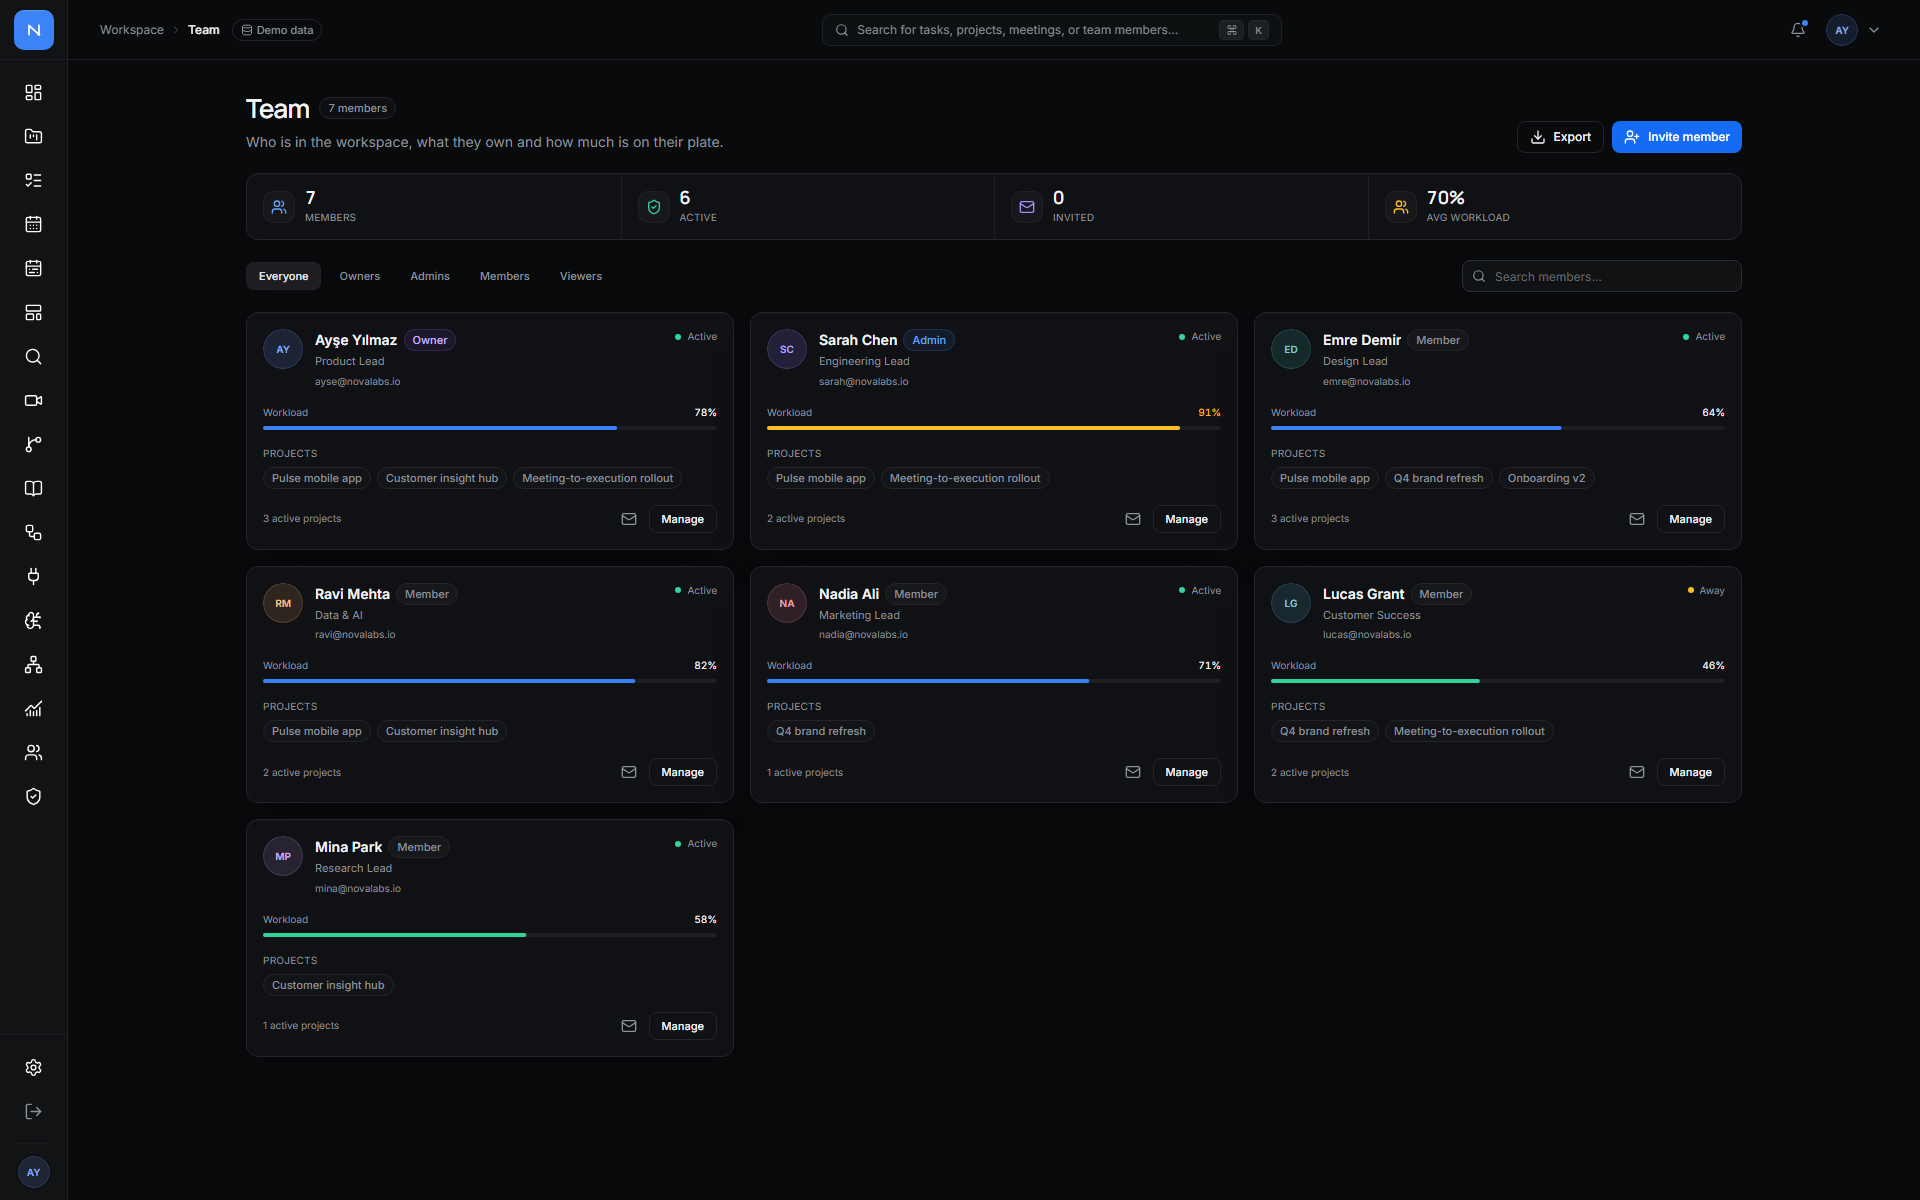 N
Workspace > Team Demo data
Search for tasks, projects, meetings, or team members... ⌘ K
AY
Team 7 members
Who is in the workspace, what they own and how much is on their plate.
Export Invite member
7 MEMBERS
6 ACTIVE
0 INVITED
70% AVG WORKLOAD
Everyone Owners Admins Members Viewers
Search members...
AY
Ayşe Yılmaz Owner Active
Product Lead
ayse@novalabs.io
Workload 78%
PROJECTS
Pulse mobile app Customer insight hub Meeting-to-execution rollout
3 active projects Manage
SC
Sarah Chen Admin Active
Engineering Lead
sarah@novalabs.io
Workload 91%
PROJECTS
Pulse mobile app Meeting-to-execution rollout
2 active projects Manage
ED
Emre Demir Member Active
Design Lead
emre@novalabs.io
Workload 64%
PROJECTS
Pulse mobile app Q4 brand refresh Onboarding v2
3 active projects Manage
RM
Ravi Mehta Member Active
Data & AI
ravi@novalabs.io
Workload 82%
PROJECTS
Pulse mobile app Customer insight hub
2 active projects Manage
NA
Nadia Ali Member Active
Marketing Lead
nadia@novalabs.io
Workload 71%
PROJECTS
Q4 brand refresh
1 active projects Manage
LG
Lucas Grant Member Away
Customer Success
lucas@novalabs.io
Workload 46%
PROJECTS
Q4 brand refresh Meeting-to-execution rollout
2 active projects Manage
MP
Mina Park Member Active
Research Lead
mina@novalabs.io
Workload 58%
PROJECTS
Customer insight hub
1 active projects Manage
AY